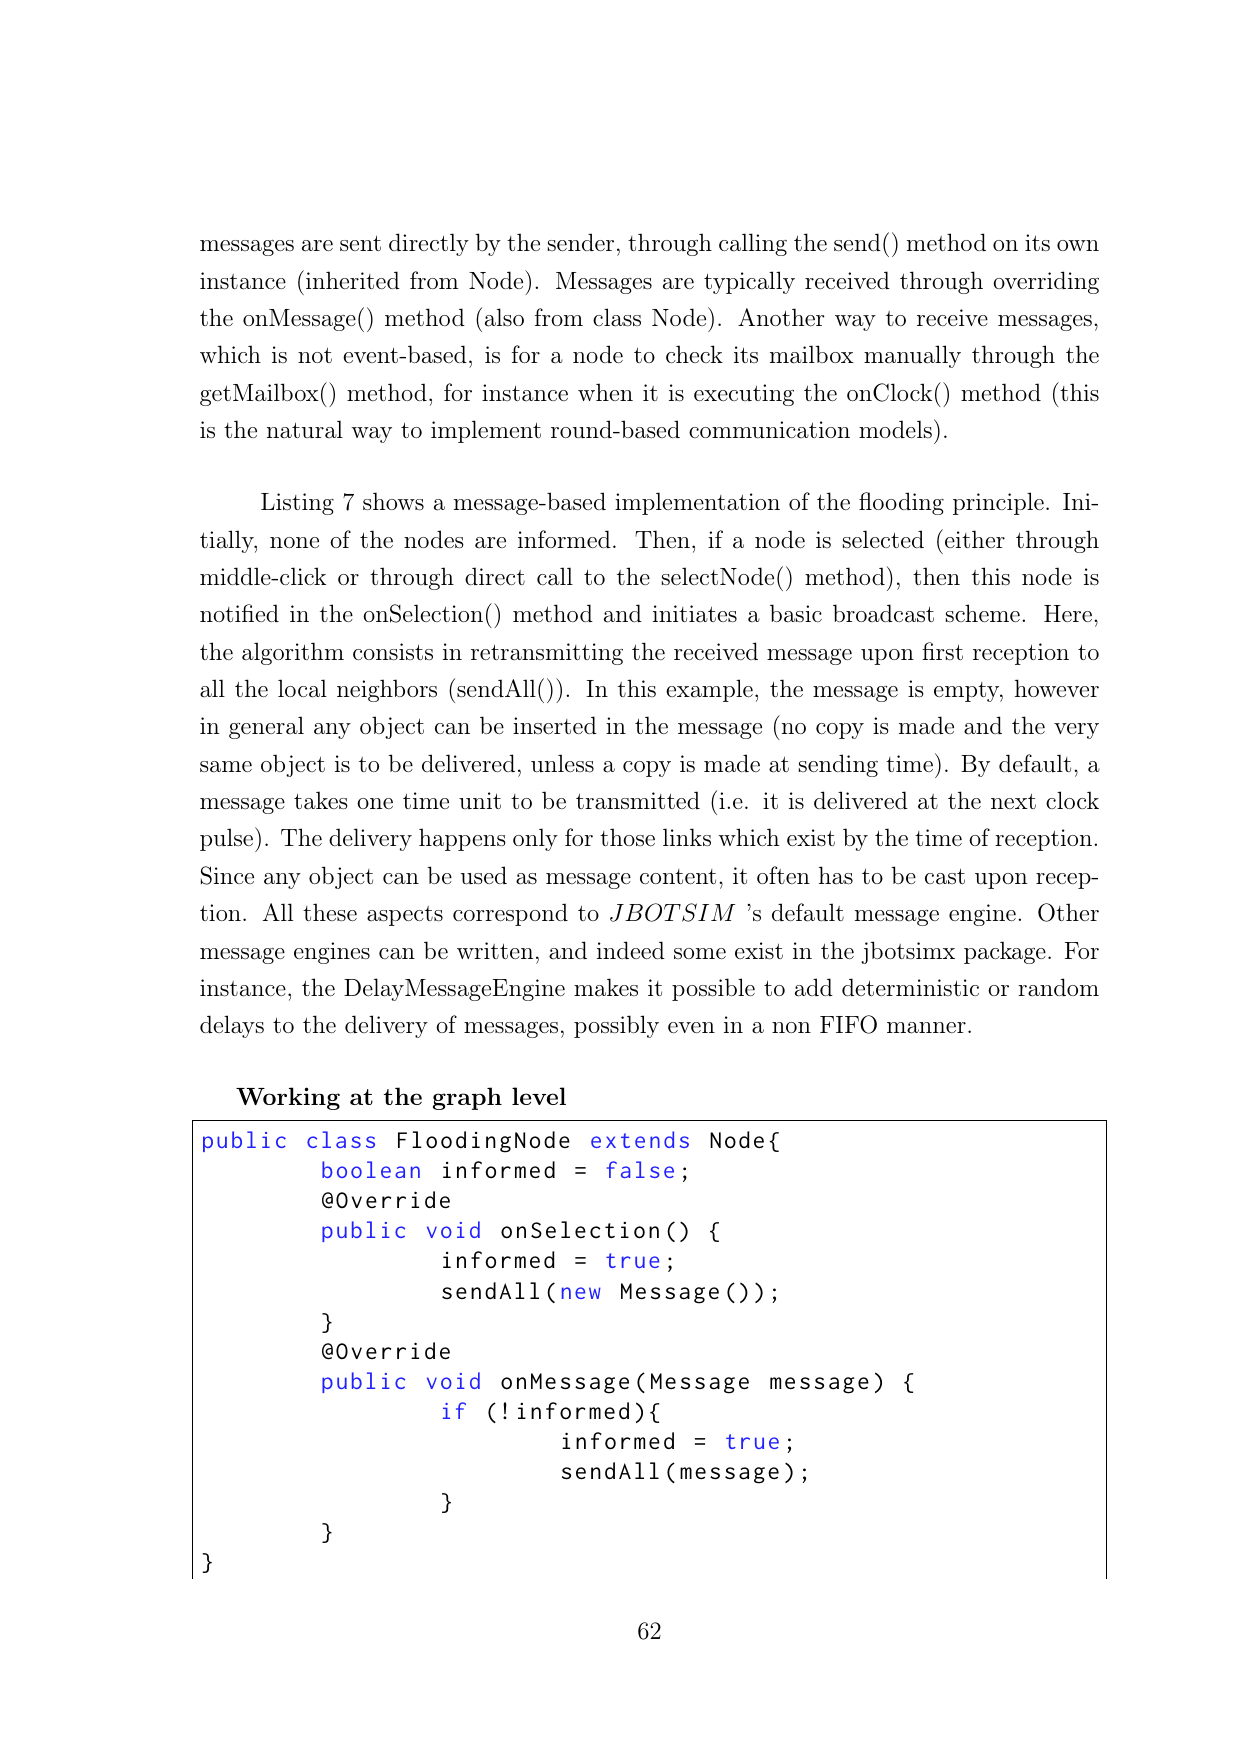 messages are sent directly by the sender, through calling the send() method on its own
instance (inherited from Node). Messages are typically received through overriding
the onMessage() method (also from class Node). Another way to receive messages,
which is not event-based, is for a node to check its mailbox manually through the
getMailbox() method, for instance when it is executing the onClock() method (this
is the natural way to implement round-based communication models).
Listing 7 shows a message-based implementation of the flooding principle. Ini-
tially, none of the nodes are informed. Then, if a node is selected (either through
middle-click or through direct call to the selectNode() method), then this node is
notified in the onSelection() method and initiates a basic broadcast scheme. Here,
the algorithm consists in retransmitting the received message upon first reception to
all the local neighbors (sendAll()). In this example, the message is empty, however
in general any object can be inserted in the message (no copy is made and the very
same object is to be delivered, unless a copy is made at sending time). By default, a
message takes one time unit to be transmitted (i.e. it is delivered at the next clock
pulse). The delivery happens only for those links which exist by the time of reception.
Since any object can be used as message content, it often has to be cast upon recep-
tion. All these aspects correspond to JBOTSIM 's default message engine. Other
message engines can be written, and indeed some exist in the jbotsimx package. For
instance, the DelayMessageEngine makes it possible to add deterministic or random
delays to the delivery of messages, possibly even in a non FIFO manner.
Working at the graph level
public class FloodingNode extends Node{
boolean informed = false;
@Override
public void onSelection() {
informed = true;
sendAll(new Message());
}
@Override
public void onMessage(Message message) {
if (!informed){
informed = true;
sendAll(message);
}
}
}
62